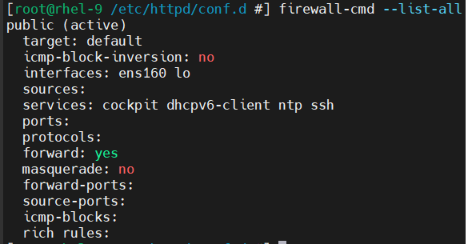 [root@rhel-9 /etc/httpd/conf.d #] firewall-cmd --list-all
public (active)
  target: default
  icmp-block-inversion: no
  interfaces: ens160 lo
  sources:
  services: cockpit dhcpv6-client ntp ssh
  ports:
  protocols:
  forward: yes
  masquerade: no
  forward-ports:
  source-ports:
  icmp-blocks:
  rich rules: